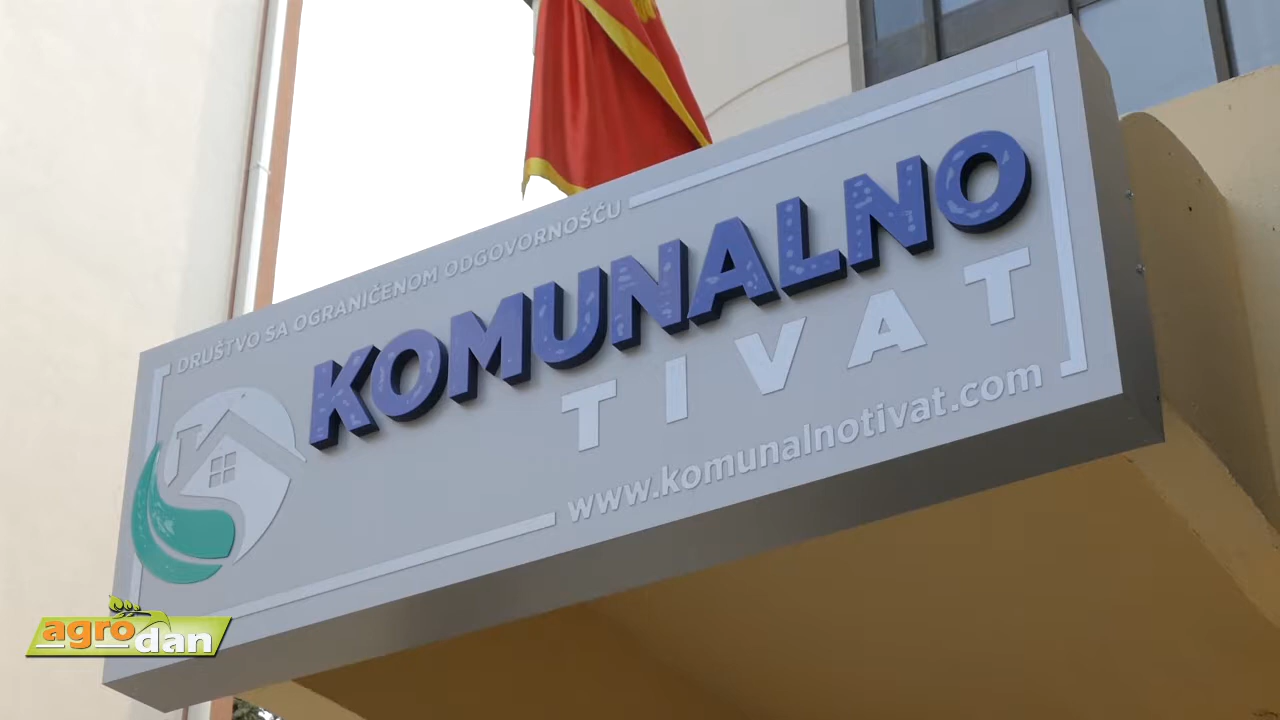 DRUŠTVO SA OGRANIČENOM ODGOVORNOŠĆU
KOMUNALNO
TIVAT
www.komunalnotivat.com
agro
dan